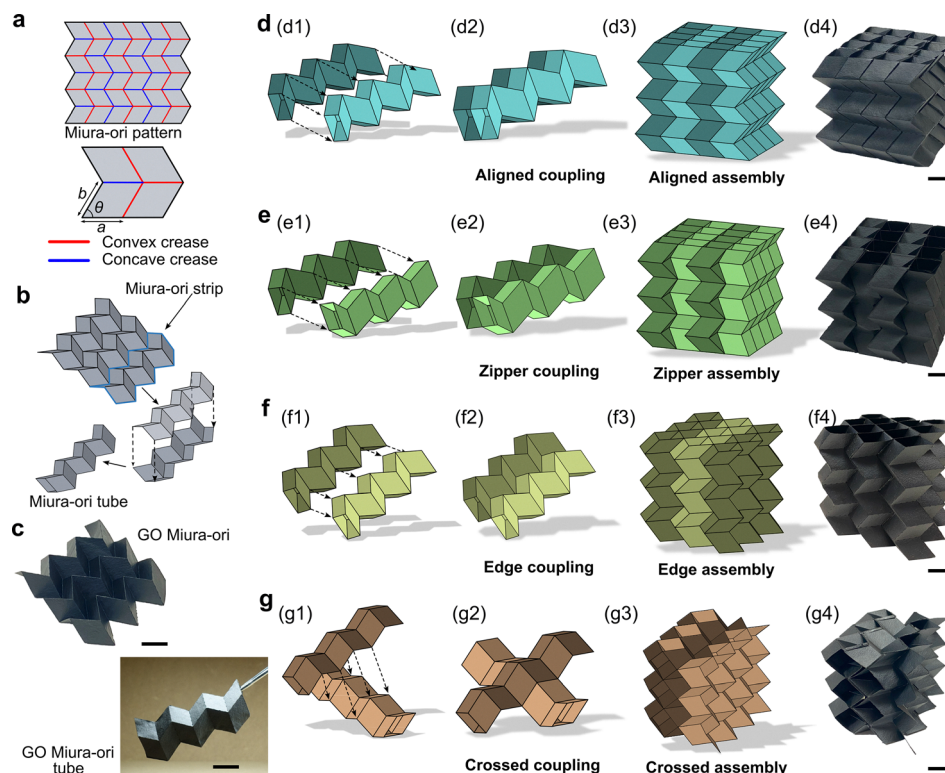 a
Miura-ori pattern
b
θ
a
Convex crease
Concave crease
b
Miura-ori strip
Miura-ori tube
c
GO Miura-ori
GO Miura-ori
tube
d
(d1)
(d2)
(d3)
(d4)
Aligned coupling
Aligned assembly
e
(e1)
(e2)
(e3)
(e4)
Zipper coupling
Zipper assembly
f
(f1)
(f2)
(f3)
(f4)
Edge coupling
Edge assembly
g
(g1)
(g2)
(g3)
(g4)
Crossed coupling
Crossed assembly